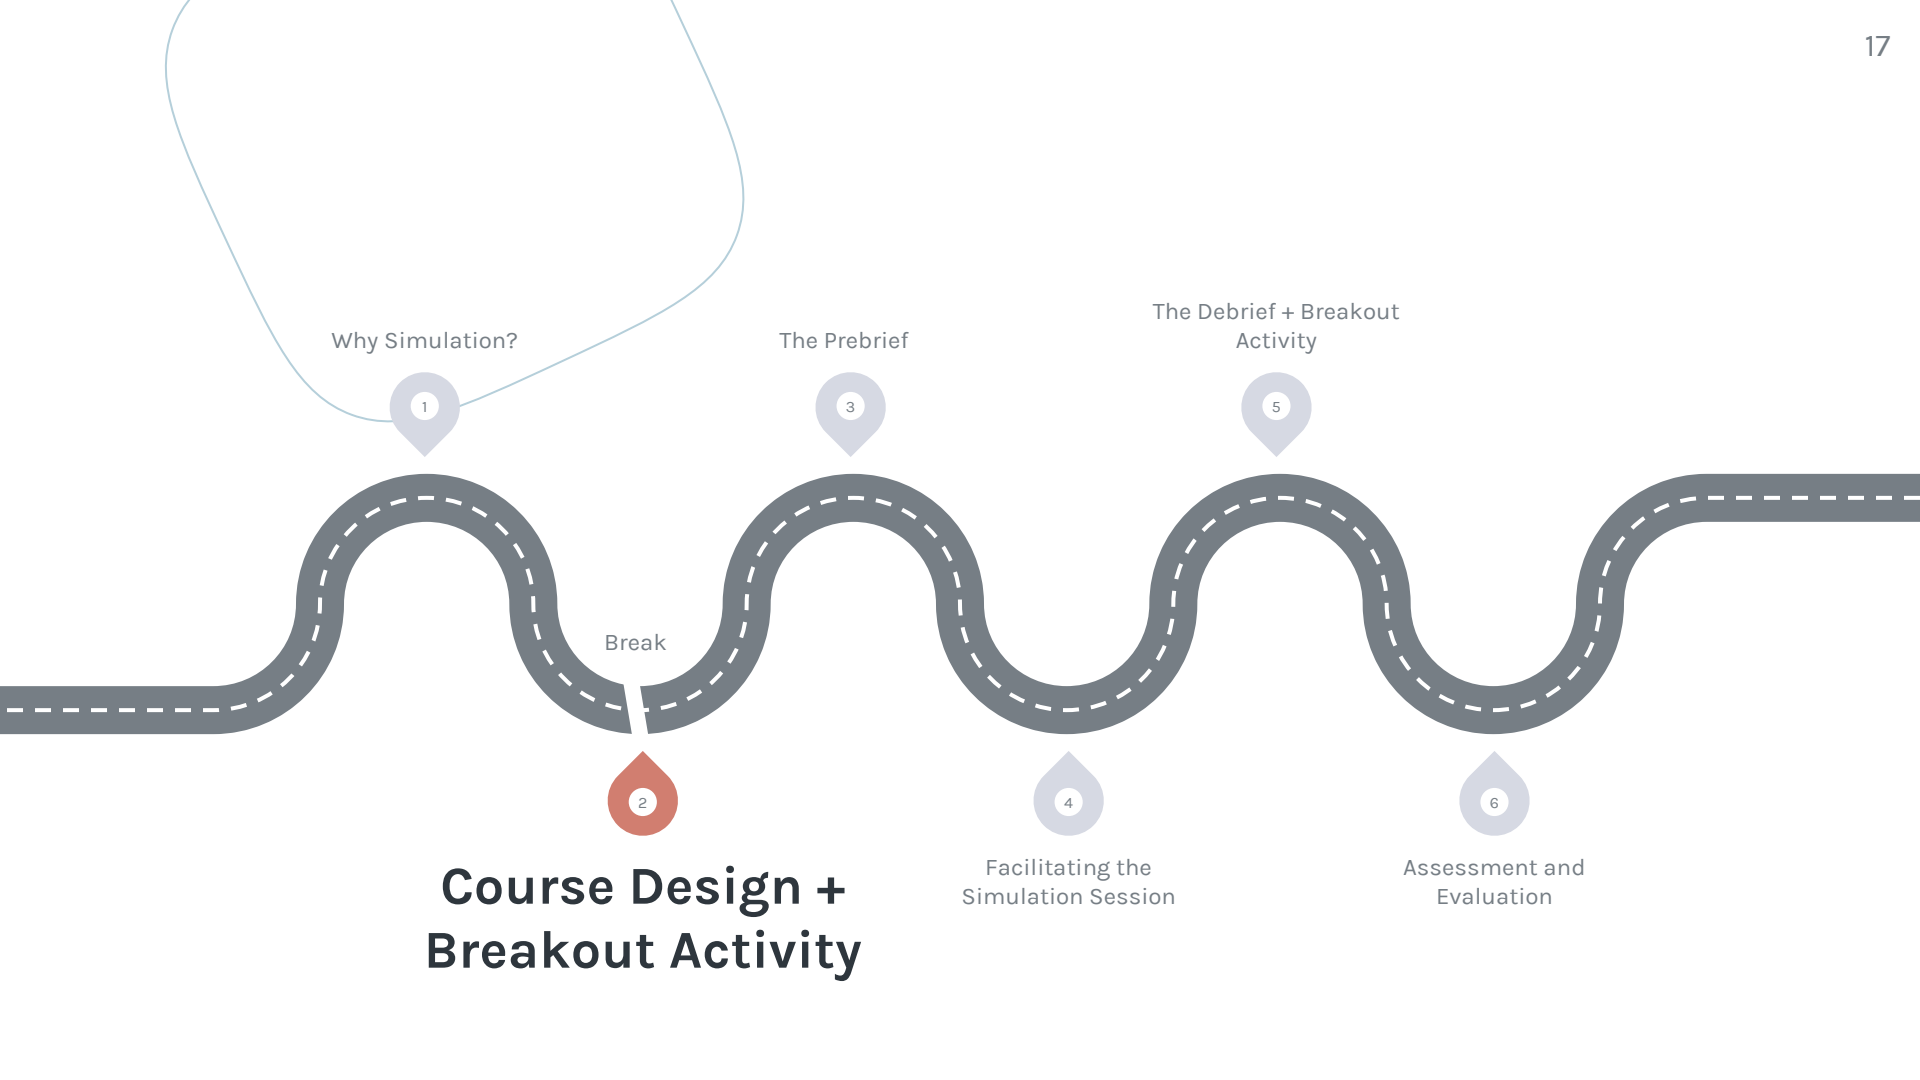 17
Why Simulation?
1
The Prebrief
3
The Debrief + Breakout
Activity
5
Break
2
Course Design +
Breakout Activity
4
Facilitating the
Simulation Session
6
Assessment and
Evaluation